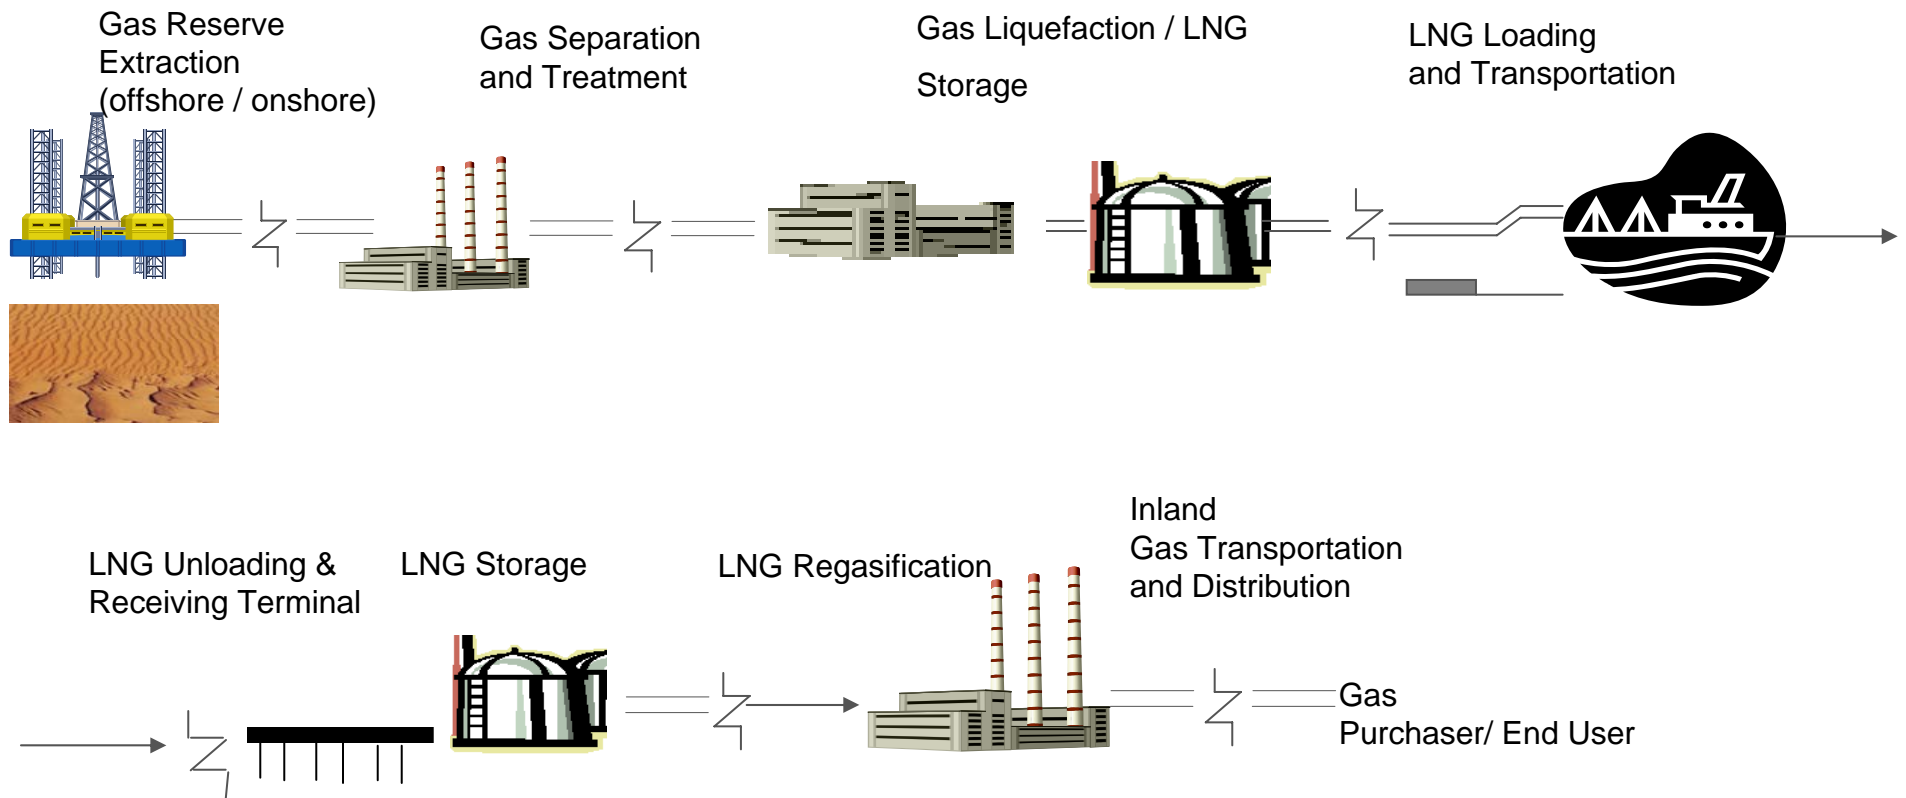 Gas Reserve
Extraction
(offshore / onshore)
Gas Separation
and Treatment
Gas Liquefaction / LNG
Storage
LNG Loading
and Transportation
LNG Unloading &
Receiving Terminal
LNG Storage
LNG Regasification
Inland
Gas Transportation
and Distribution
Gas
Purchaser/ End User